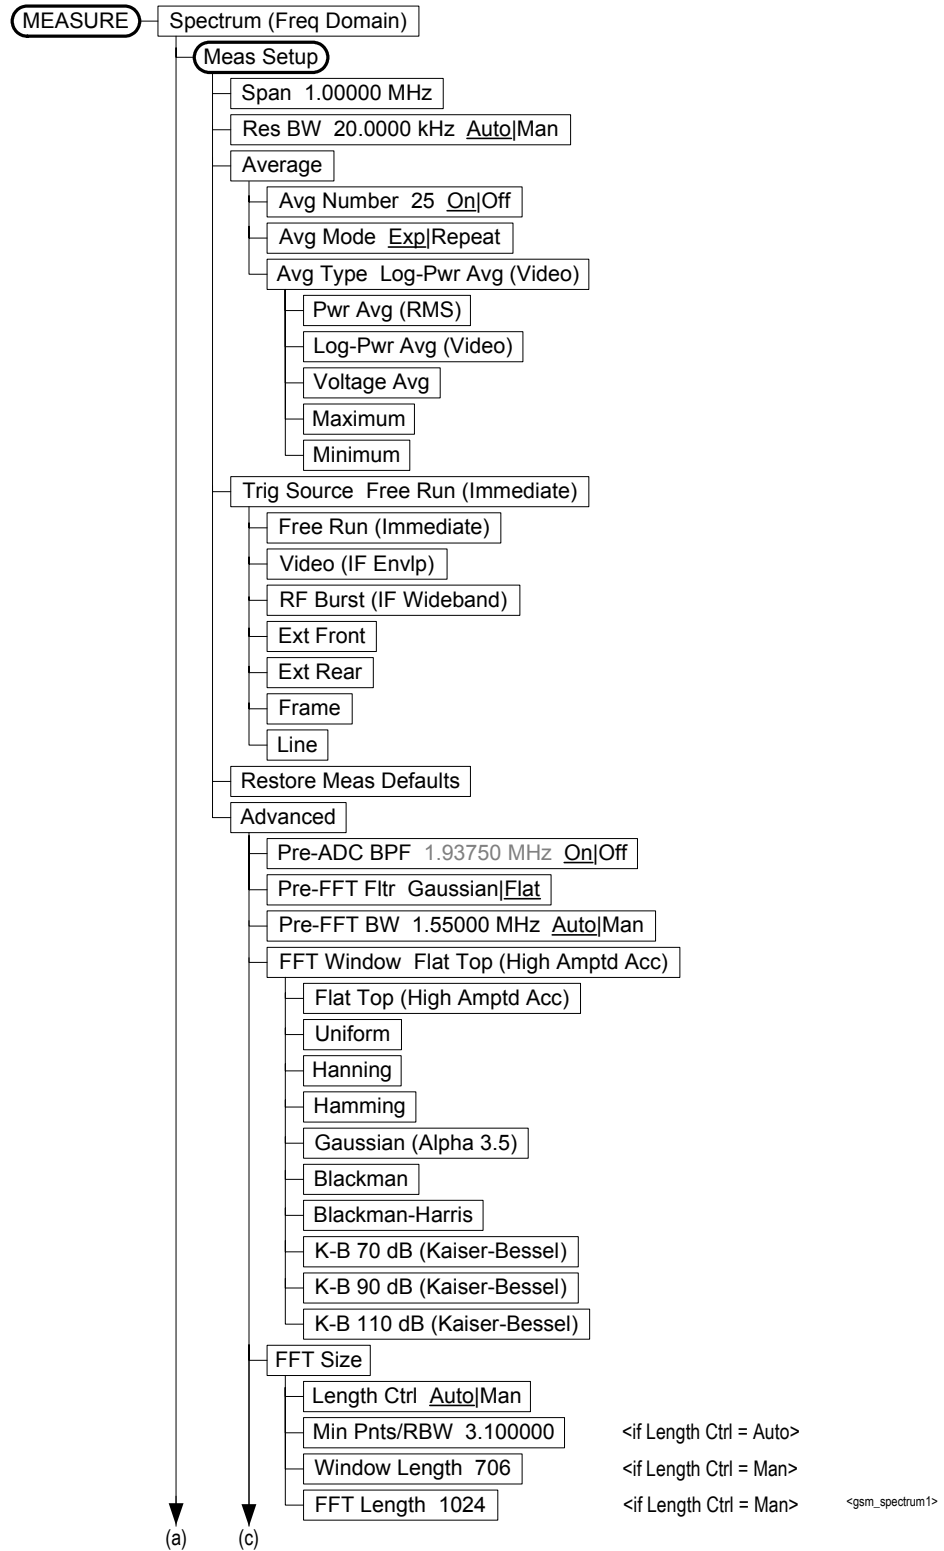 MEASURE Spectrum (Freq Domain)
Meas Setup
Span 1.00000 MHz
Res BW 20.0000 kHz Auto|Man
Average
Avg Number 25 On|Off
Avg Mode Exp|Repeat
Avg Type Log-Pwr Avg (Video)
Pwr Avg (RMS)
Log-Pwr Avg (Video)
Voltage Avg
Maximum
Minimum
Trig Source Free Run (Immediate)
Free Run (Immediate)
Video (IF Envlp)
RF Burst (IF Wideband)
Ext Front
Ext Rear
Frame
Line
Restore Meas Defaults
Advanced
Pre-ADC BPF 1.93750 MHz On|Off
Pre-FFT Fltr Gaussian|Flat
Pre-FFT BW 1.55000 MHz Auto|Man
FFT Window Flat Top (High Amptd Acc)
Flat Top (High Amptd Acc)
Uniform
Hanning
Hamming
Gaussian (Alpha 3.5)
Blackman
Blackman-Harris
K-B 70 dB (Kaiser-Bessel)
K-B 90 dB (Kaiser-Bessel)
K-B 110 dB (Kaiser-Bessel)
FFT Size
Length Ctrl Auto|Man
Min Pnts/RBW 3.100000 <if Length Ctrl = Auto>
Window Length 706 <if Length Ctrl = Man>
FFT Length 1024 <if Length Ctrl = Man> <gsm_spectrum1>
(a) (c)